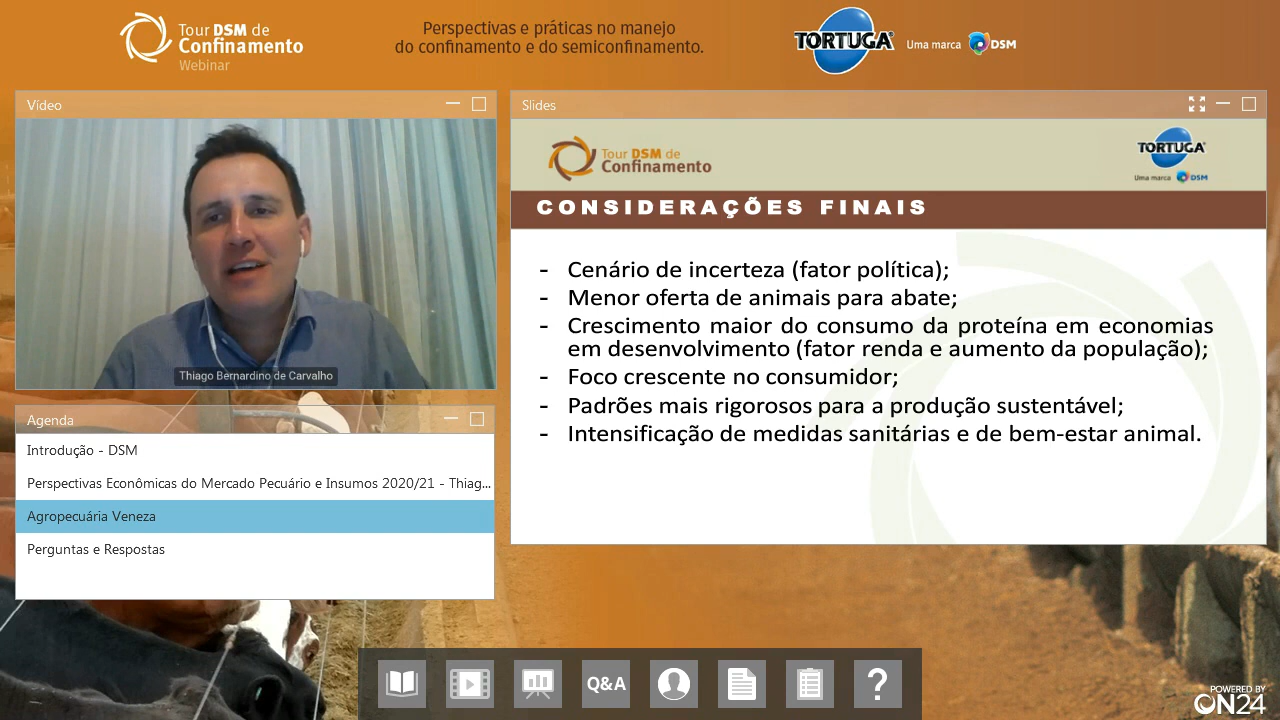 Tour DSM de
Confinamento
Webinar
Perspectivas e práticas no manejo
do confinamento e do semiconfinamento.
TORTUGA
Uma marca DSM
Vídeo
Thiago Bernardino de Carvalho
Slides
Tour DSM de
Confinamento
TORTUGA
Uma marca DSM
CONSIDERAÇÕES FINAIS
- Cenário de incerteza (fator política);
- Menor oferta de animais para abate;
- Crescimento maior do consumo da proteína em economias
em desenvolvimento (fator renda e aumento da população);
- Foco crescente no consumidor;
- Padrões mais rigorosos para a produção sustentável;
- Intensificação de medidas sanitárias e de bem-estar animal.
Agenda
Introdução - DSM
Perspectivas Econômicas do Mercado Pecuário e Insumos 2020/21 - Thiag...
Agropecuária Veneza
Perguntas e Respostas
Q&A
?
POWERED BY
ON24